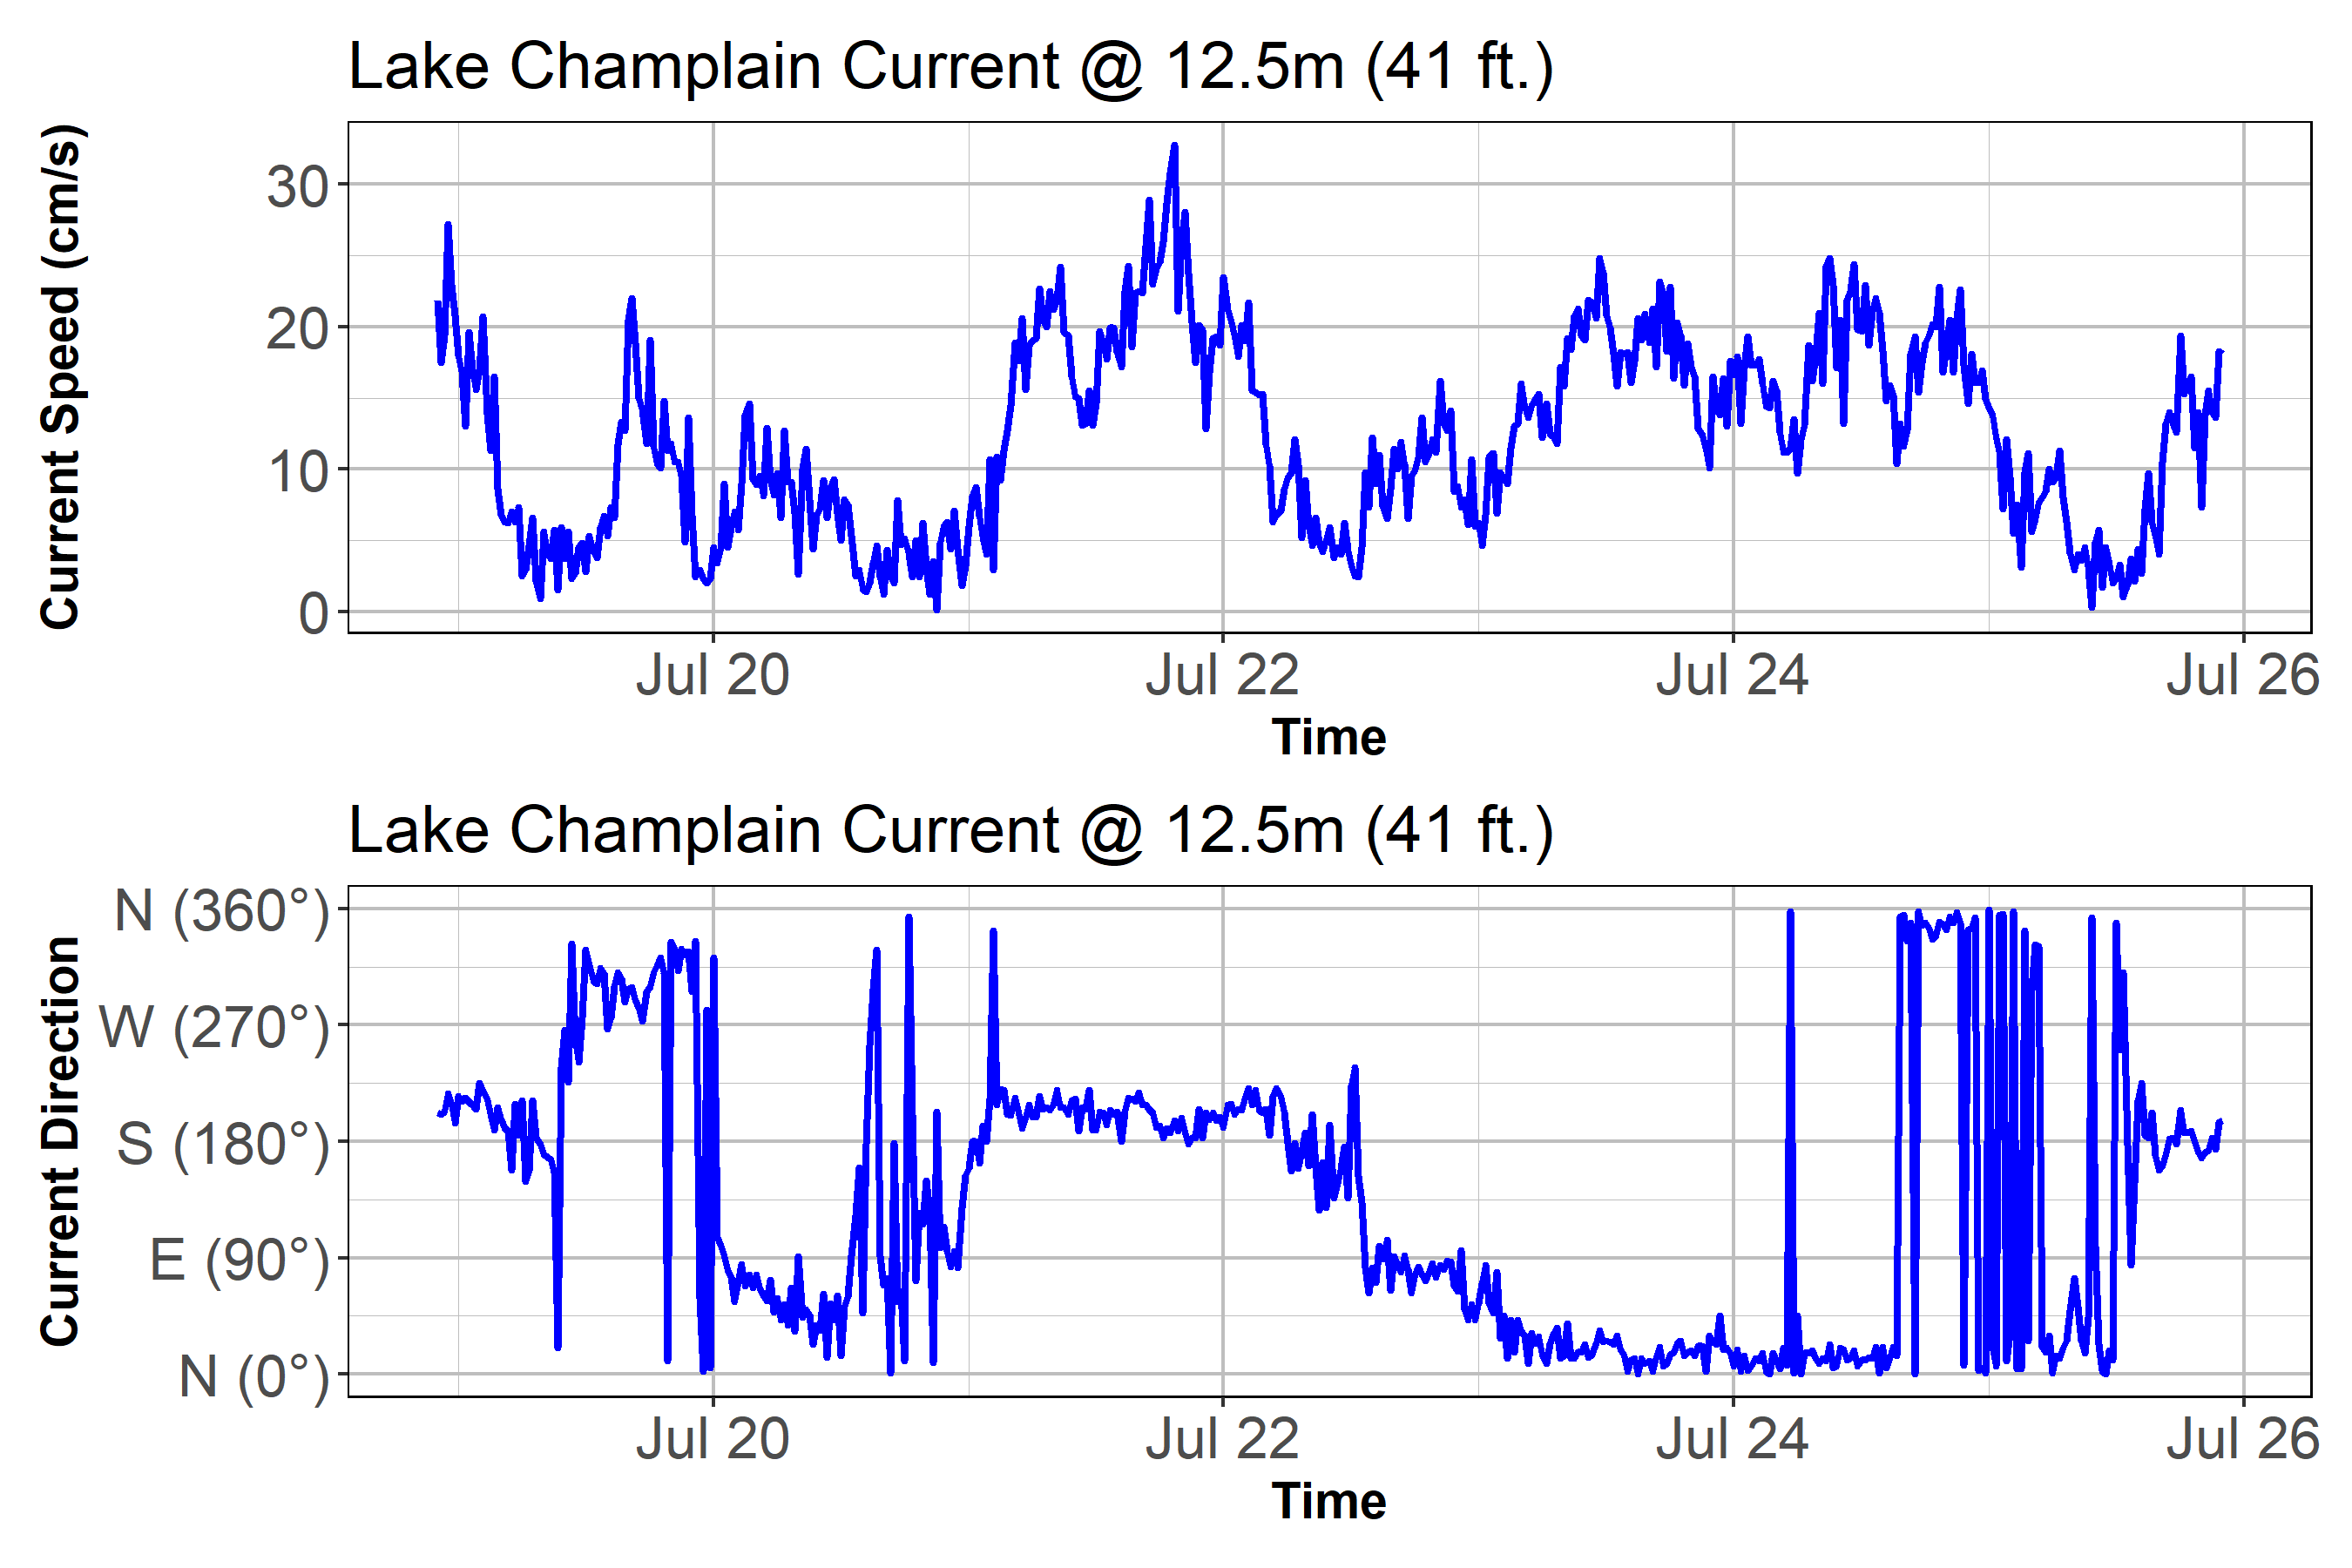 Lake Champlain Current @ 12.5m (41 ft.)
Current Speed (cm/s)
30
20
10
0
Jul 20 Jul 22 Jul 24 Jul 26
Time
Lake Champlain Current @ 12.5m (41 ft.)
Current Direction
N (360°)
W (270°)
S (180°)
E (90°)
N (0°)
Jul 20 Jul 22 Jul 24 Jul 26
Time